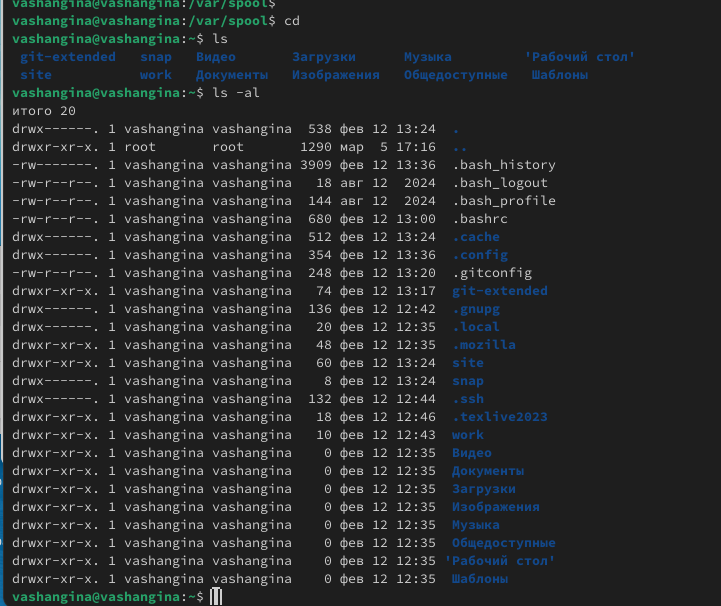 vashangina@vashangina:/var/spool$
vashangina@vashangina:/var/spool$ cd
vashangina@vashangina:~$ ls
git-extended snap Видео Загрузки Музыка 'Рабочий стол'
site work Документы Изображения Общедоступные Шаблоны
vashangina@vashangina:~$ ls -al
итого 20
drwx------. 1 vashangina vashangina 538 фев 12 13:24 .
drwxr-xr-x. 1 root root 1290 мар 5 17:16 ..
-rw-------. 1 vashangina vashangina 3909 фев 12 13:36 .bash_history
-rw-r--r--. 1 vashangina vashangina 18 авг 12 2024 .bash_logout
-rw-r--r--. 1 vashangina vashangina 144 авг 12 2024 .bash_profile
-rw-r--r--. 1 vashangina vashangina 680 фев 12 13:00 .bashrc
drwx------. 1 vashangina vashangina 512 фев 12 13:24 .cache
drwx------. 1 vashangina vashangina 354 фев 12 13:36 .config
-rw-r--r--. 1 vashangina vashangina 248 фев 12 13:20 .gitconfig
drwxr-xr-x. 1 vashangina vashangina 74 фев 12 13:17 git-extended
drwx------. 1 vashangina vashangina 136 фев 12 12:42 .gnupg
drwx------. 1 vashangina vashangina 20 фев 12 12:35 .local
drwxr-xr-x. 1 vashangina vashangina 48 фев 12 12:35 .mozilla
drwxr-xr-x. 1 vashangina vashangina 60 фев 12 13:24 site
drwx------. 1 vashangina vashangina 8 фев 12 13:24 snap
drwx------. 1 vashangina vashangina 132 фев 12 12:44 .ssh
drwxr-xr-x. 1 vashangina vashangina 18 фев 12 12:46 .texlive2023
drwxr-xr-x. 1 vashangina vashangina 10 фев 12 12:43 work
drwxr-xr-x. 1 vashangina vashangina 0 фев 12 12:35 Видео
drwxr-xr-x. 1 vashangina vashangina 0 фев 12 12:35 Документы
drwxr-xr-x. 1 vashangina vashangina 0 фев 12 12:35 Загрузки
drwxr-xr-x. 1 vashangina vashangina 0 фев 12 12:35 Изображения
drwxr-xr-x. 1 vashangina vashangina 0 фев 12 12:35 Музыка
drwxr-xr-x. 1 vashangina vashangina 0 фев 12 12:35 Общедоступные
drwxr-xr-x. 1 vashangina vashangina 0 фев 12 12:35 'Рабочий стол'
drwxr-xr-x. 1 vashangina vashangina 0 фев 12 12:35 Шаблоны
vashangina@vashangina:~$